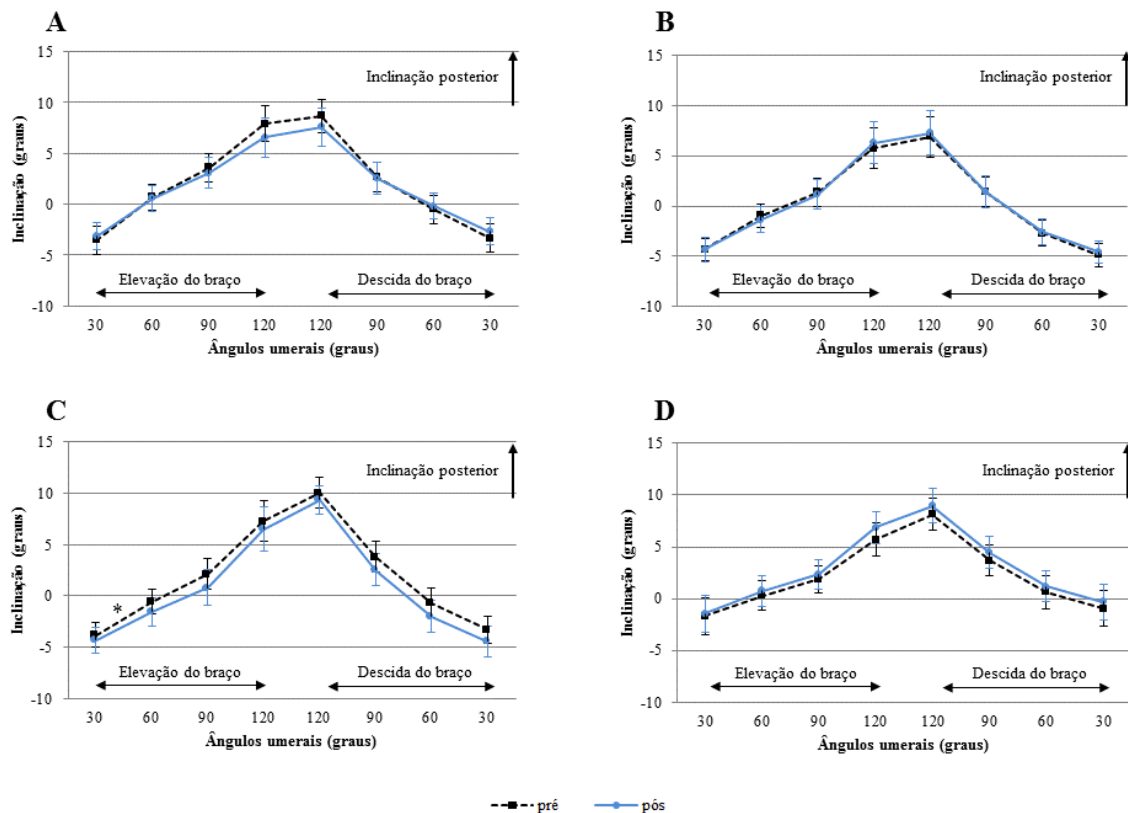 A
15
10
5
0
-5
-10
Inclinação (graus)
Inclinação posterior
Elevação do braço
Descida do braço
30 60 90 120 120 90 60 30
Ângulos umerais (graus)
B
15
10
5
0
-5
-10
Inclinação (graus)
Inclinação posterior
Elevação do braço
Descida do braço
30 60 90 120 120 90 60 30
Ângulos umerais (graus)
C
15
10
5
0
-5
-10
Inclinação (graus)
Inclinação posterior
*
Elevação do braço
Descida do braço
30 60 90 120 120 90 60 30
Ângulos umerais (graus)
D
15
10
5
0
-5
-10
Inclinação (graus)
Inclinação posterior
Elevação do braço
Descida do braço
30 60 90 120 120 90 60 30
Ângulos umerais (graus)
pré pós